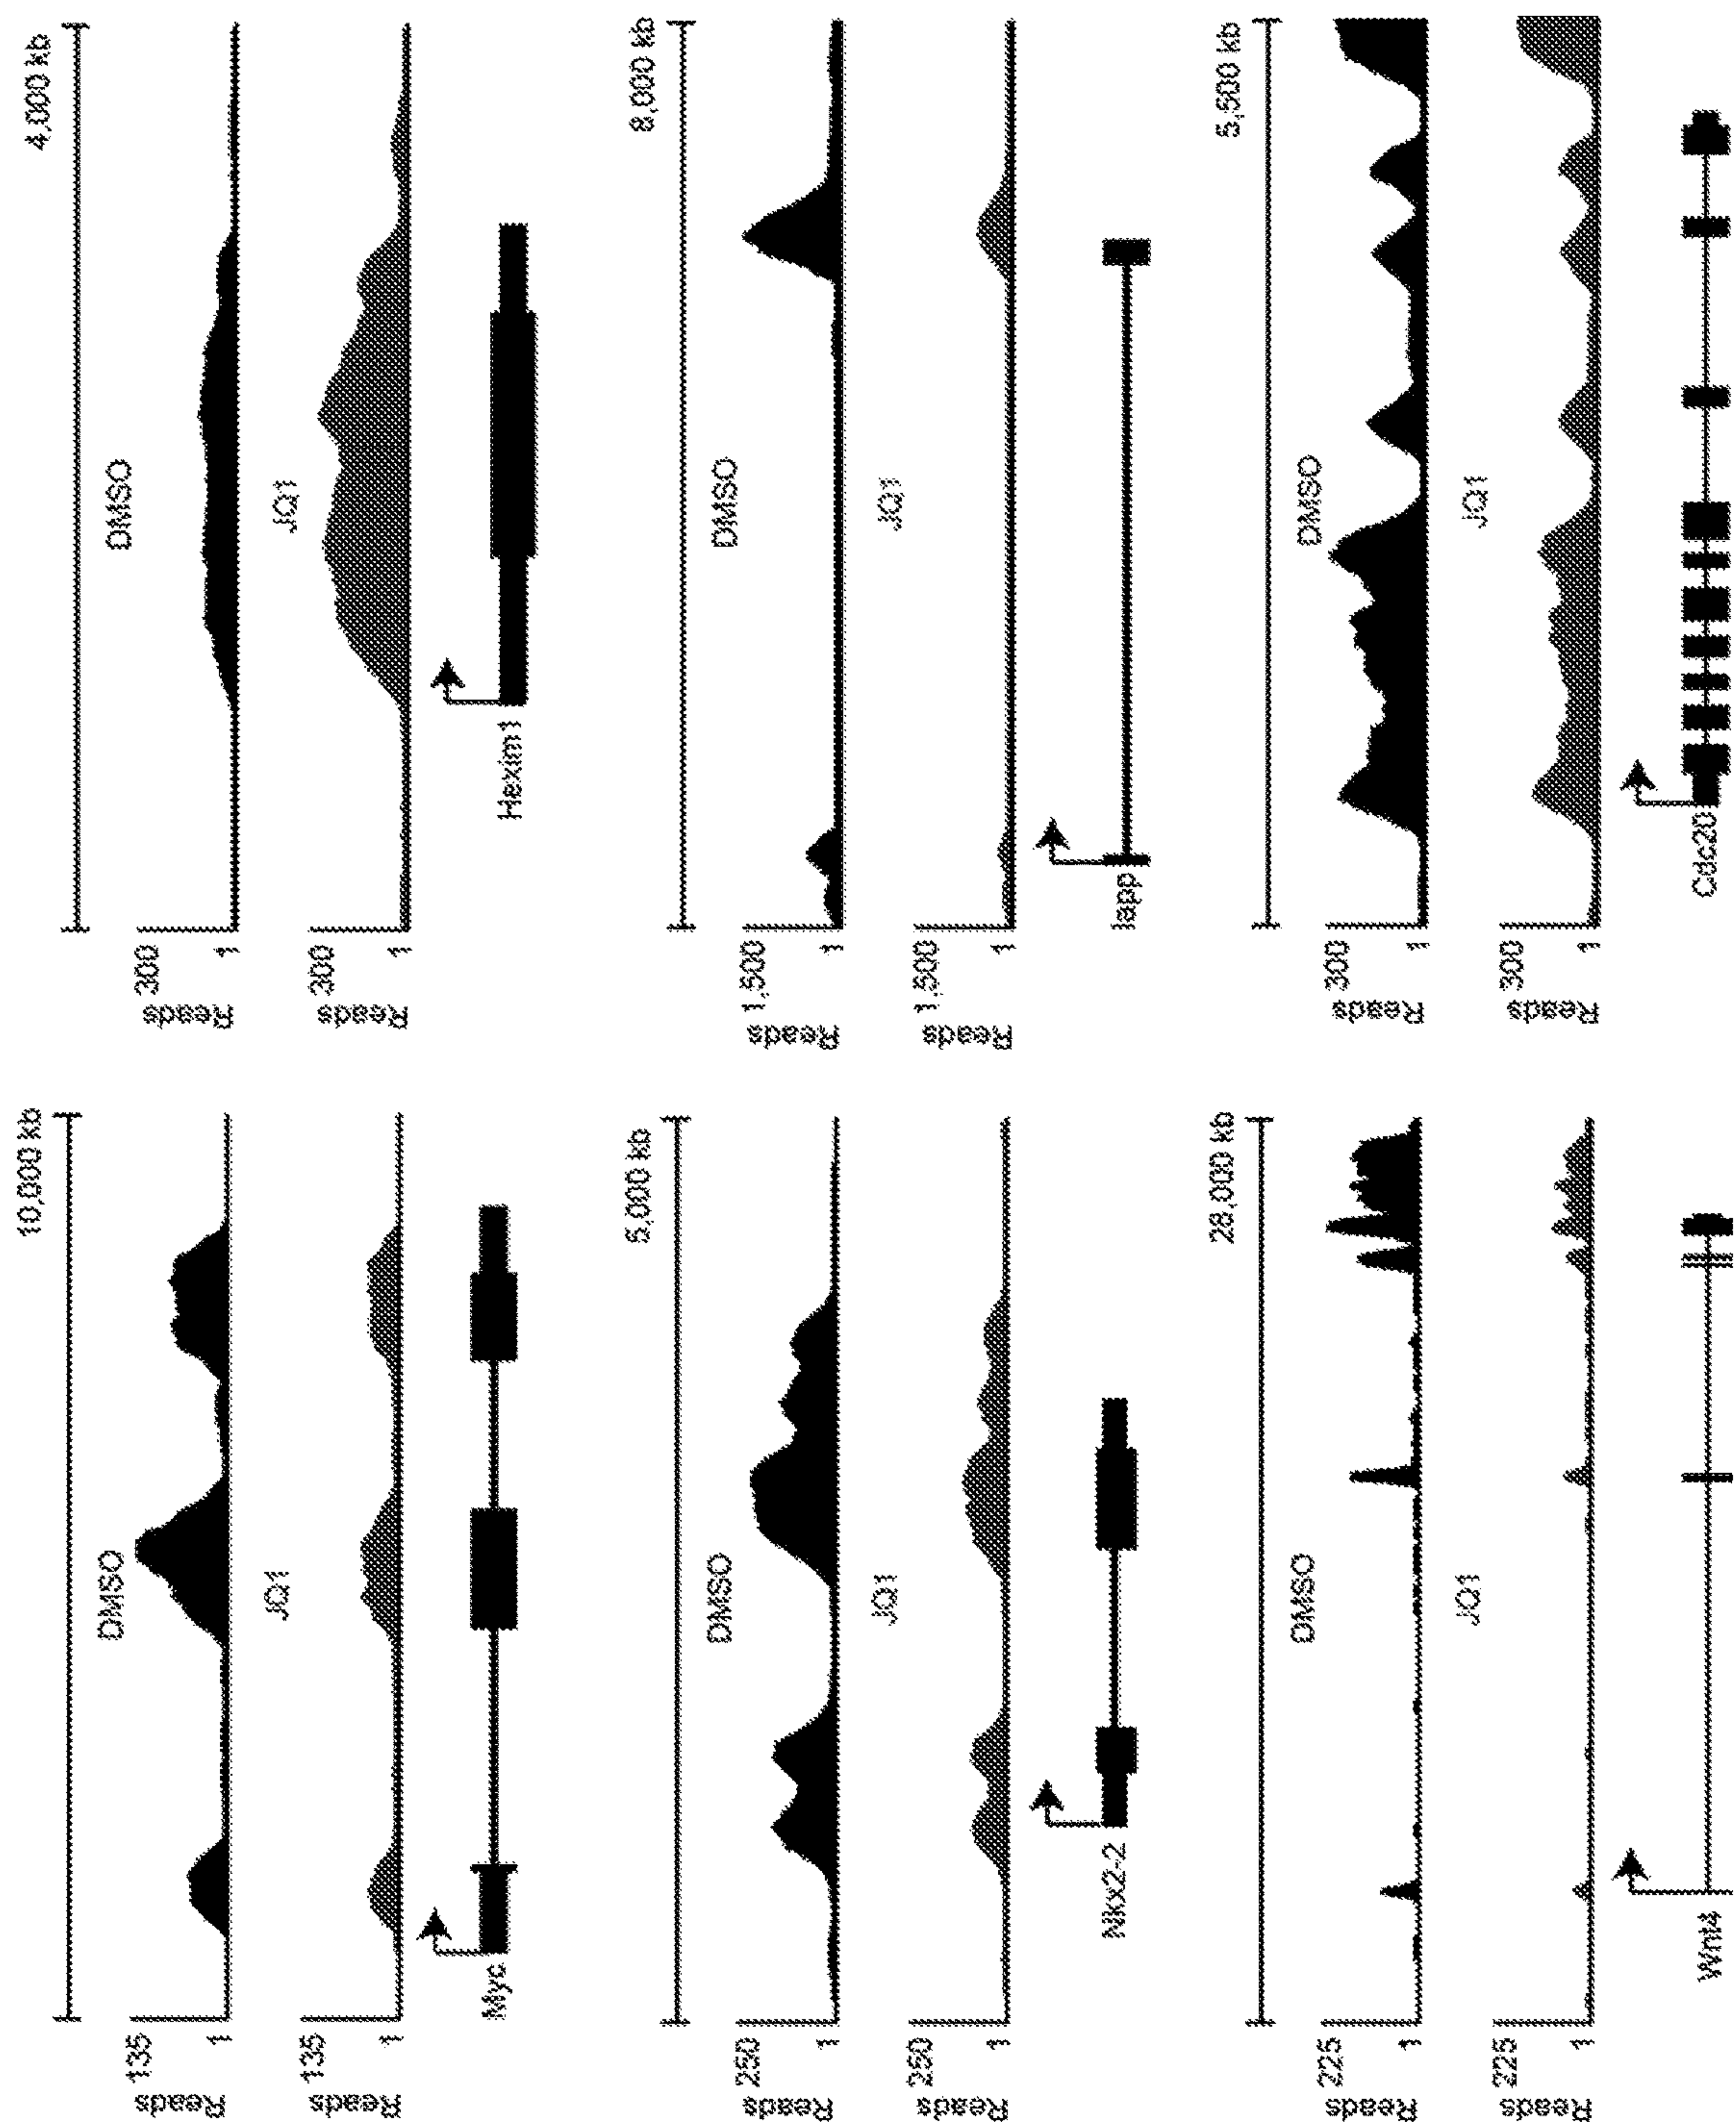 10,000 kb
Reads
135
1
DMSO
Reads
135
1
JQ1
Myc
4,000 kb
Reads
300
1
DMSO
Reads
300
1
JQ1
Hexim1
6,000 kb
Reads
250
1
DMSO
Reads
250
1
JQ1
Nkx2-2
8,000 kb
Reads
1,500
1
DMSO
Reads
1,500
1
JQ1
Iapp
28,000 kb
Reads
225
1
DMSO
Reads
225
1
JQ1
Wnt4
5,500 kb
Reads
300
1
DMSO
Reads
300
1
JQ1
Cdc20